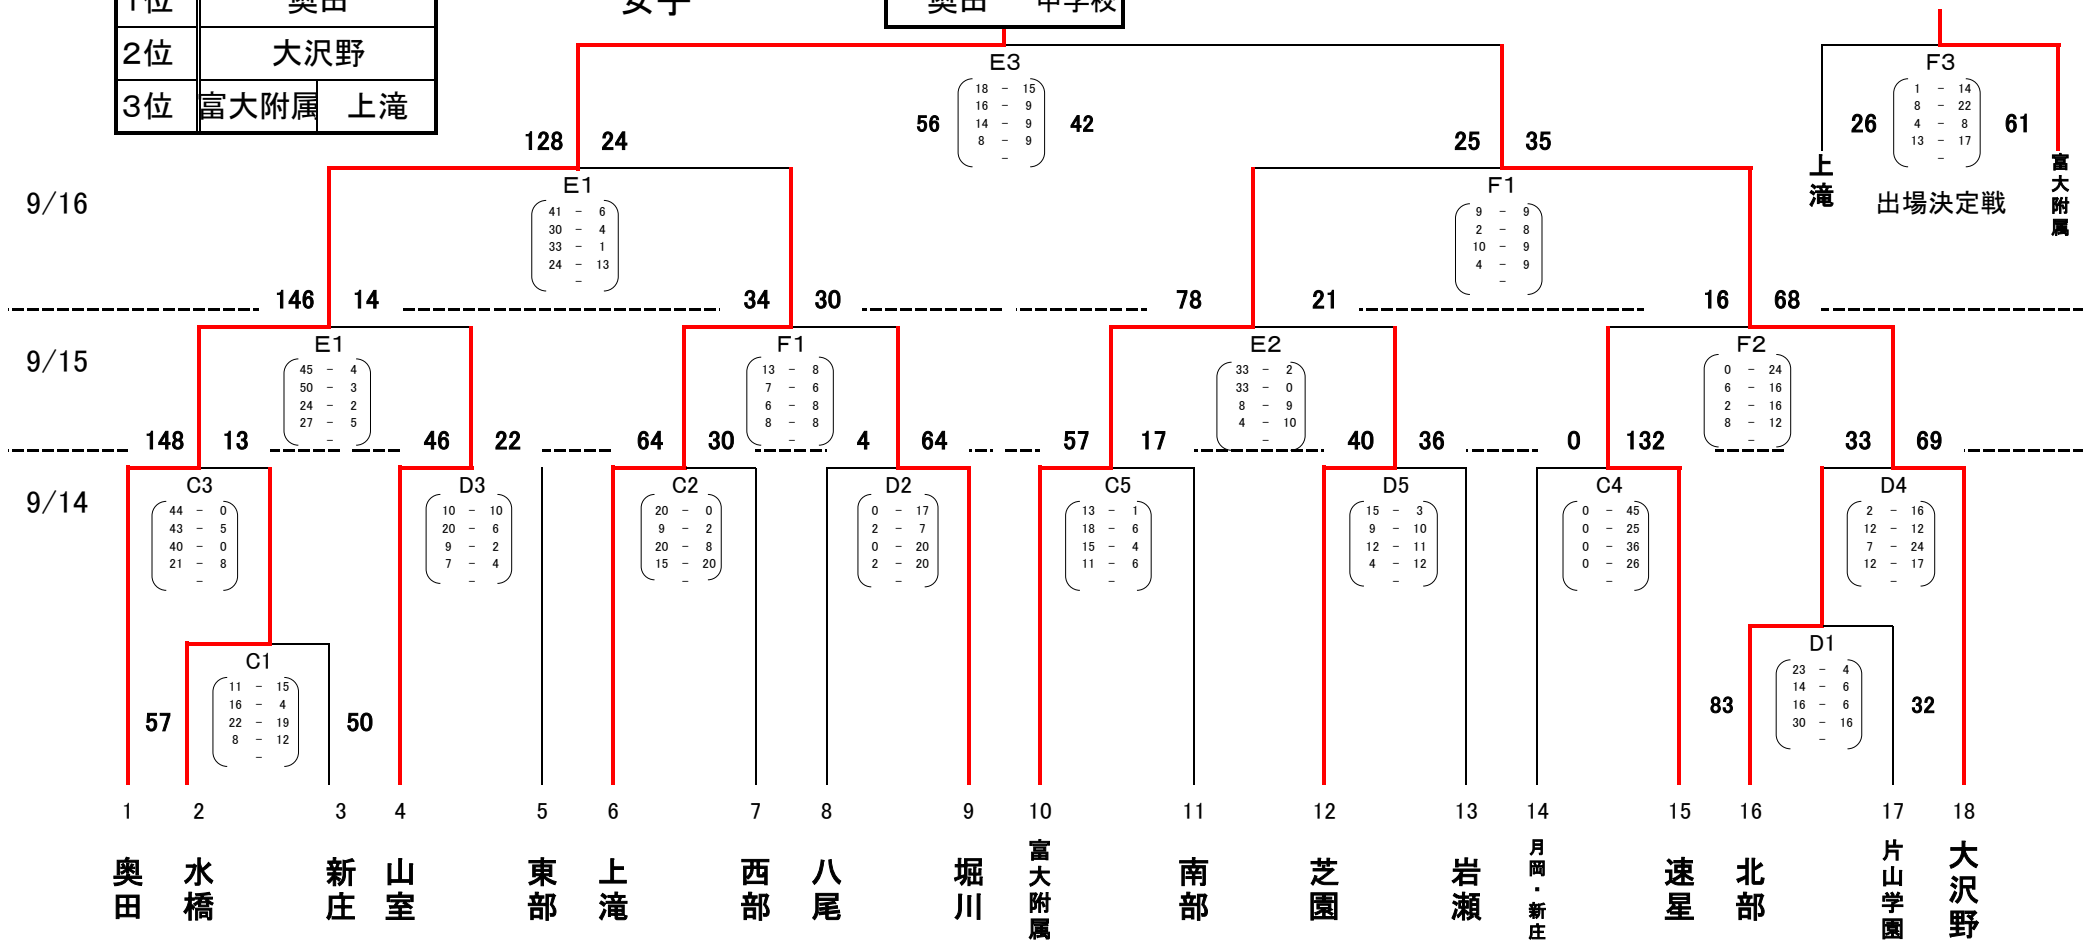 1位 奥田
2位 大沢野
3位 富大附属 上滝
女子
奥田 中学校
E3
18 - 15
16 - 9
14 - 9
8 - 9
-
56 42
F3
1 - 14
8 - 22
4 - 8
13 - 17
-
26 61
上滝
富大附属
出場決定戦
128 24
25 35
9/16
E1
41 - 6
30 - 4
33 - 1
24 - 13
-
F1
9 - 9
2 - 8
10 - 9
4 - 9
-
146 14
34 30
78 21
16 68
9/15
E1
45 - 4
50 - 3
24 - 2
27 - 5
-
F1
13 - 8
7 - 6
6 - 8
8 - 8
-
E2
33 - 2
33 - 0
8 - 9
4 - 10
-
F2
0 - 24
6 - 16
2 - 16
8 - 12
-
148 13
46 22
64 30
4 64
57 17
40 36
0 132
33 69
9/14
C3
44 - 0
43 - 5
40 - 0
21 - 8
-
D3
10 - 10
20 - 6
9 - 2
7 - 4
-
C2
20 - 0
9 - 2
20 - 8
15 - 20
-
D2
0 - 17
2 - 7
0 - 20
2 - 20
-
C5
13 - 1
18 - 6
15 - 4
11 - 6
-
D5
15 - 3
9 - 10
12 - 11
4 - 12
-
C4
0 - 45
0 - 25
0 - 36
0 - 26
-
D4
2 - 16
12 - 12
7 - 24
12 - 17
-
C1
11 - 15
16 - 4
22 - 19
8 - 12
-
57 50
D1
23 - 4
14 - 6
16 - 6
30 - 16
-
83 32
1 2 3 4 5 6 7 8 9 10 11 12 13 14 15 16 17 18
奥田
水橋
新庄
山室
東部
上滝
西部
八尾
堀川
富大附属
南部
芝園
岩瀬
月岡・新庄
速星
北部
片山学園
大沢野